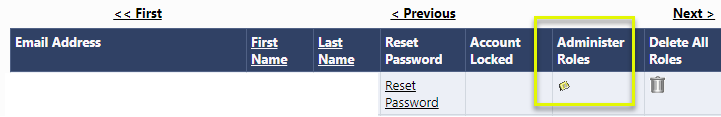 << First < Previous Next >
Email Address First Name Last Name Reset Password Account Locked Administer Roles Delete All Roles
Reset Password